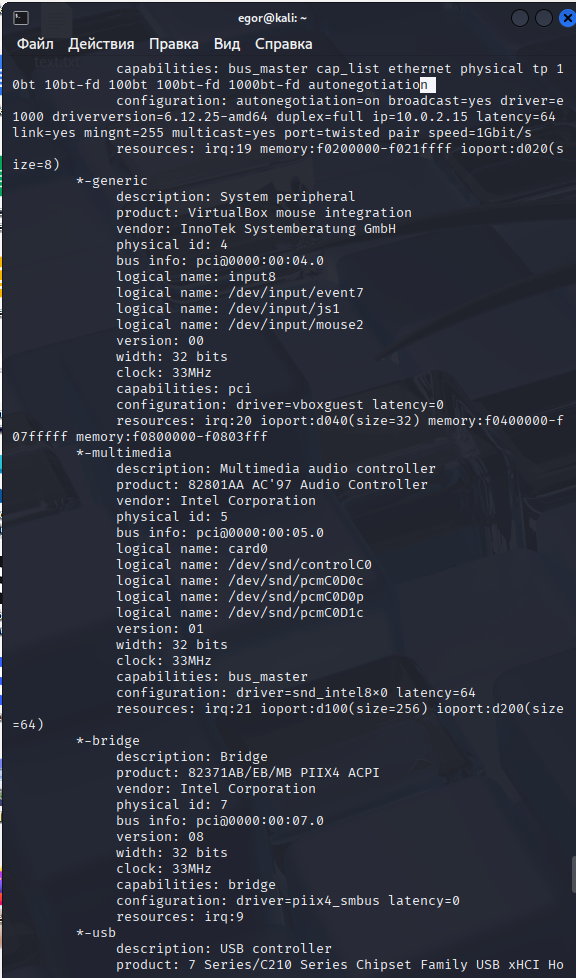 egor@kali: ~
Файл Действия Правка Вид Справка
capabilities: bus_master cap_list ethernet physical tp 1
0bt 10bt-fd 100bt 100bt-fd 1000bt-fd autonegotiation
configuration: autonegotiation=on broadcast=yes driver=e
1000 driverversion=6.12.25-amd64 duplex=full ip=10.0.2.15 latency=64
link=yes mingnt=255 multicast=yes port=twisted pair speed=1Gbit/s
resources: irq:19 memory:f0200000-f021ffff ioport:d020(s
ize=8)
*-generic
description: System peripheral
product: VirtualBox mouse integration
vendor: InnoTek Systemberatung GmbH
physical id: 4
bus info: pci@0000:00:04.0
logical name: input8
logical name: /dev/input/event7
logical name: /dev/input/js1
logical name: /dev/input/mouse2
version: 00
width: 32 bits
clock: 33MHz
capabilities: pci
configuration: driver=vboxguest latency=0
resources: irq:20 ioport:d040(size=32) memory:f0400000-f
07fffff memory:f0800000-f0803fff
*-multimedia
description: Multimedia audio controller
product: 82801AA AC'97 Audio Controller
vendor: Intel Corporation
physical id: 5
bus info: pci@0000:00:05.0
logical name: card0
logical name: /dev/snd/controlC0
logical name: /dev/snd/pcmC0D0c
logical name: /dev/snd/pcmC0D0p
logical name: /dev/snd/pcmC0D1c
version: 01
width: 32 bits
clock: 33MHz
capabilities: bus_master
configuration: driver=snd_intel8x0 latency=64
resources: irq:21 ioport:d100(size=256) ioport:d200(size
=64)
*-bridge
description: Bridge
product: 82371AB/EB/MB PIIX4 ACPI
vendor: Intel Corporation
physical id: 7
bus info: pci@0000:00:07.0
version: 08
width: 32 bits
clock: 33MHz
capabilities: bridge
configuration: driver=piix4_smbus latency=0
resources: irq:9
*-usb
description: USB controller
product: 7 Series/C210 Series Chipset Family USB xHCI Ho